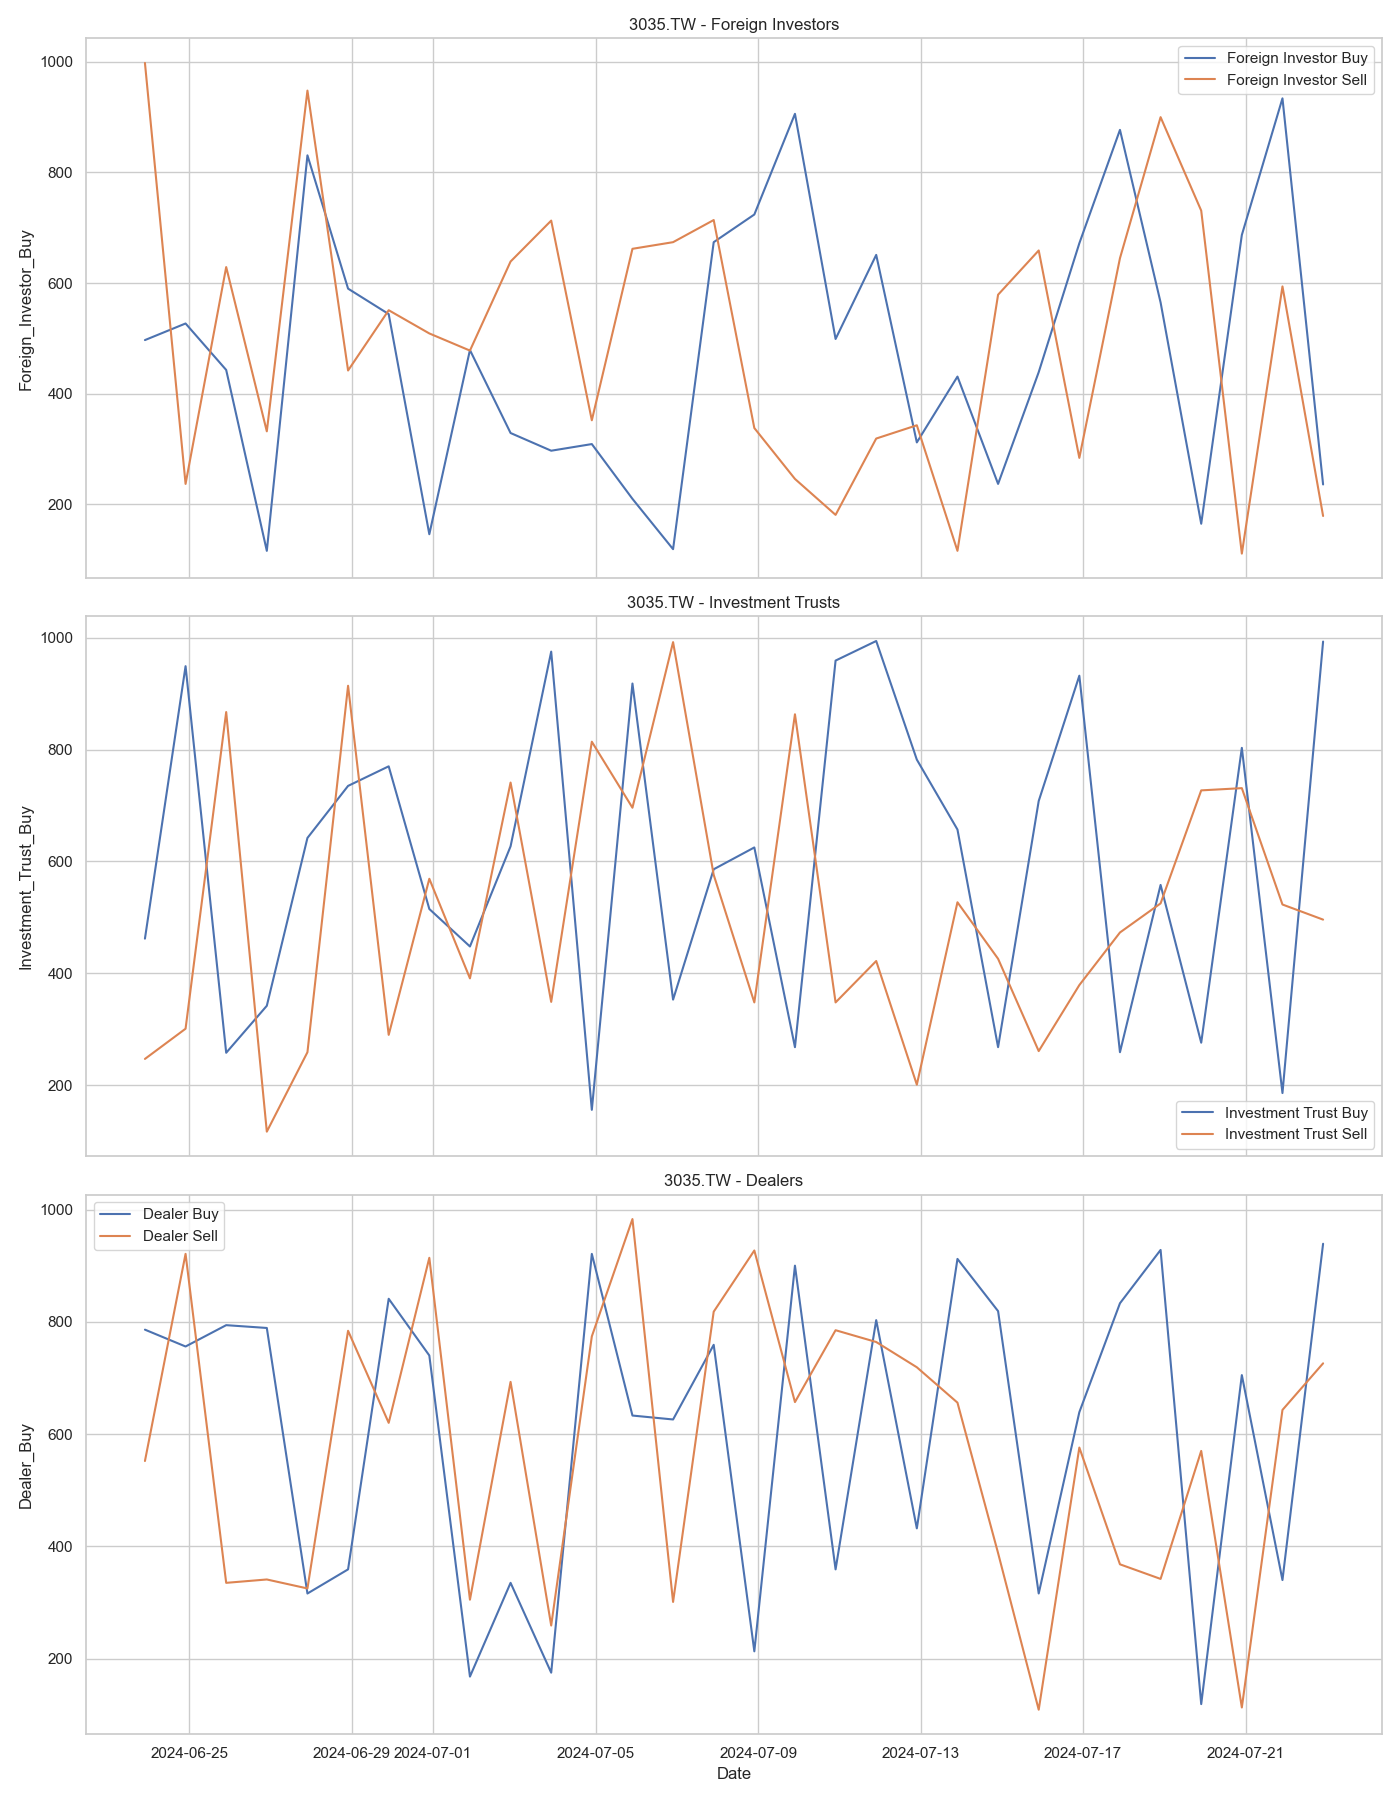 3035.TW - Foreign Investors
Foreign_Investor_Buy
1000
800
600
400
200
Foreign Investor Buy
Foreign Investor Sell
3035.TW - Investment Trusts
Investment_Trust_Buy
1000
800
600
400
200
Investment Trust Buy
Investment Trust Sell
3035.TW - Dealers
Dealer_Buy
1000
800
600
400
200
Dealer Buy
Dealer Sell
2024-06-25 2024-06-29 2024-07-01 2024-07-05 2024-07-09 2024-07-13 2024-07-17 2024-07-21
Date